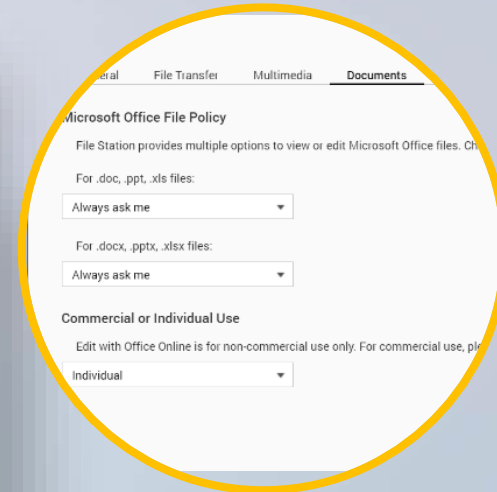 File Transfer Multimedia Documents
Microsoft Office File Policy
File Station provides multiple options to view or edit Microsoft Office files.
For .doc, .ppt, .xls files:
Always ask me
For .docx, .pptx, .xlsx files:
Always ask me
Commercial or Individual Use
Edit with Office Online is for non-commercial use only. For commercial use,
Individual